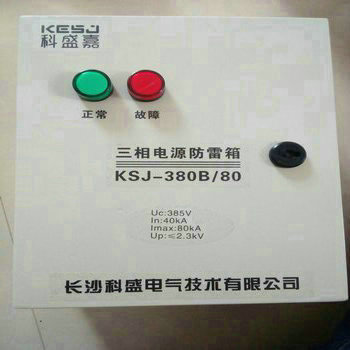 KESJ
科盛嘉
正常 故障
三相电源防雷箱
KSJ-380B/80
Uc:385V
In:40kA
Imax:80kA
Up:≤2.3kV
长沙科盛电气技术有限公司